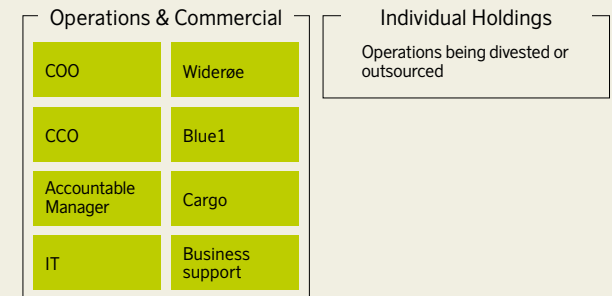 Operations & Commercial
COO
Widerøe
CCO
Blue1
Accountable
Manager
Cargo
IT
Business
support
Individual Holdings
Operations being divested or
outsourced